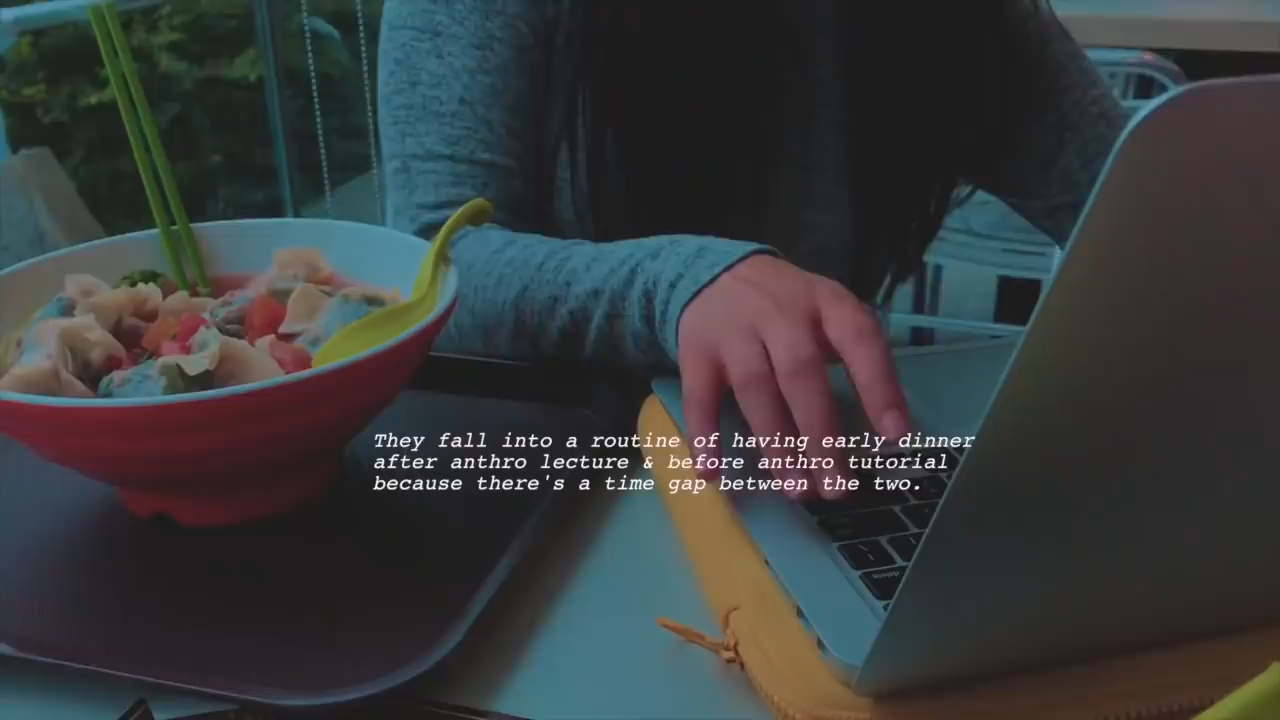 They fall into a routine of having early dinner
after anthro lecture & before anthro tutorial
because there's a time gap between the two.
delete